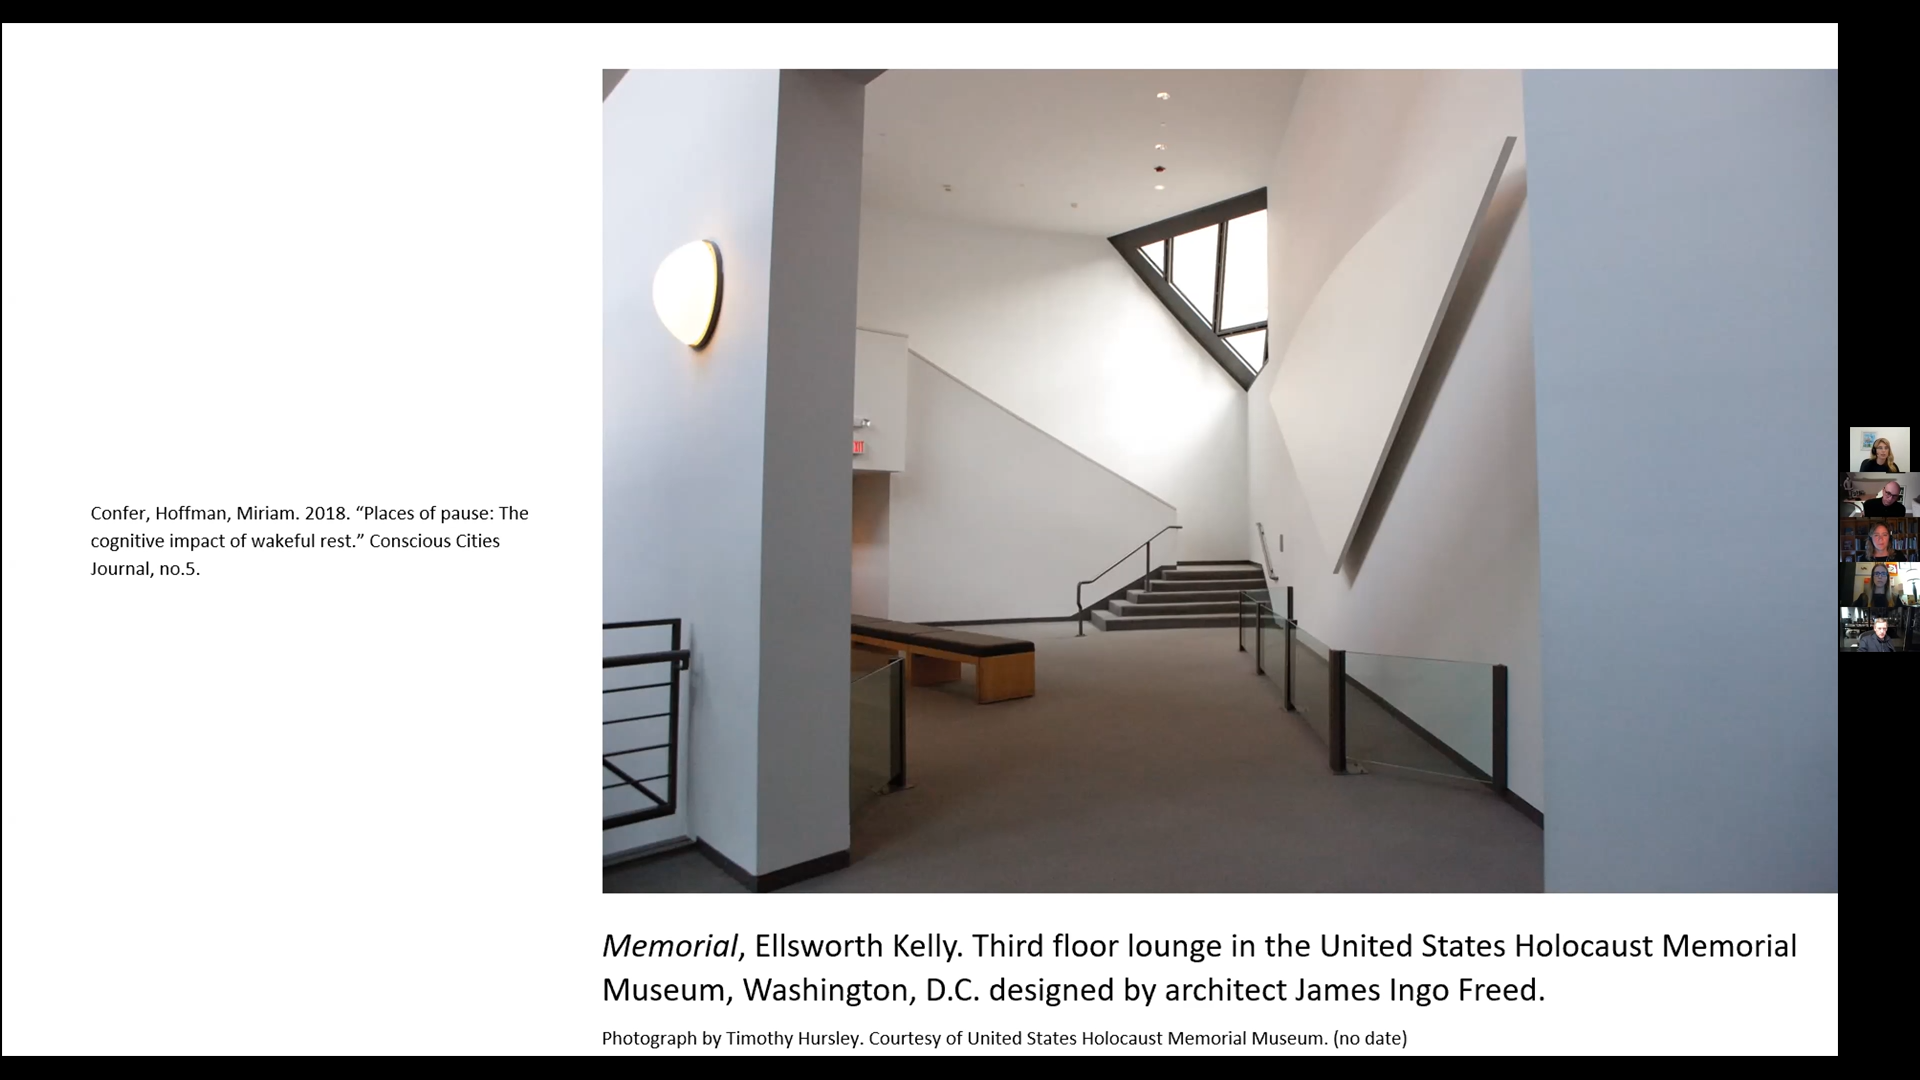 Confer, Hoffman, Miriam. 2018. “Places of pause: The
cognitive impact of wakeful rest.” Conscious Cities
Journal, no.5.
Memorial, Ellsworth Kelly. Third floor lounge in the United States Holocaust Memorial
Museum, Washington, D.C. designed by architect James Ingo Freed.
Photograph by Timothy Hursley. Courtesy of United States Holocaust Memorial Museum. (no date)